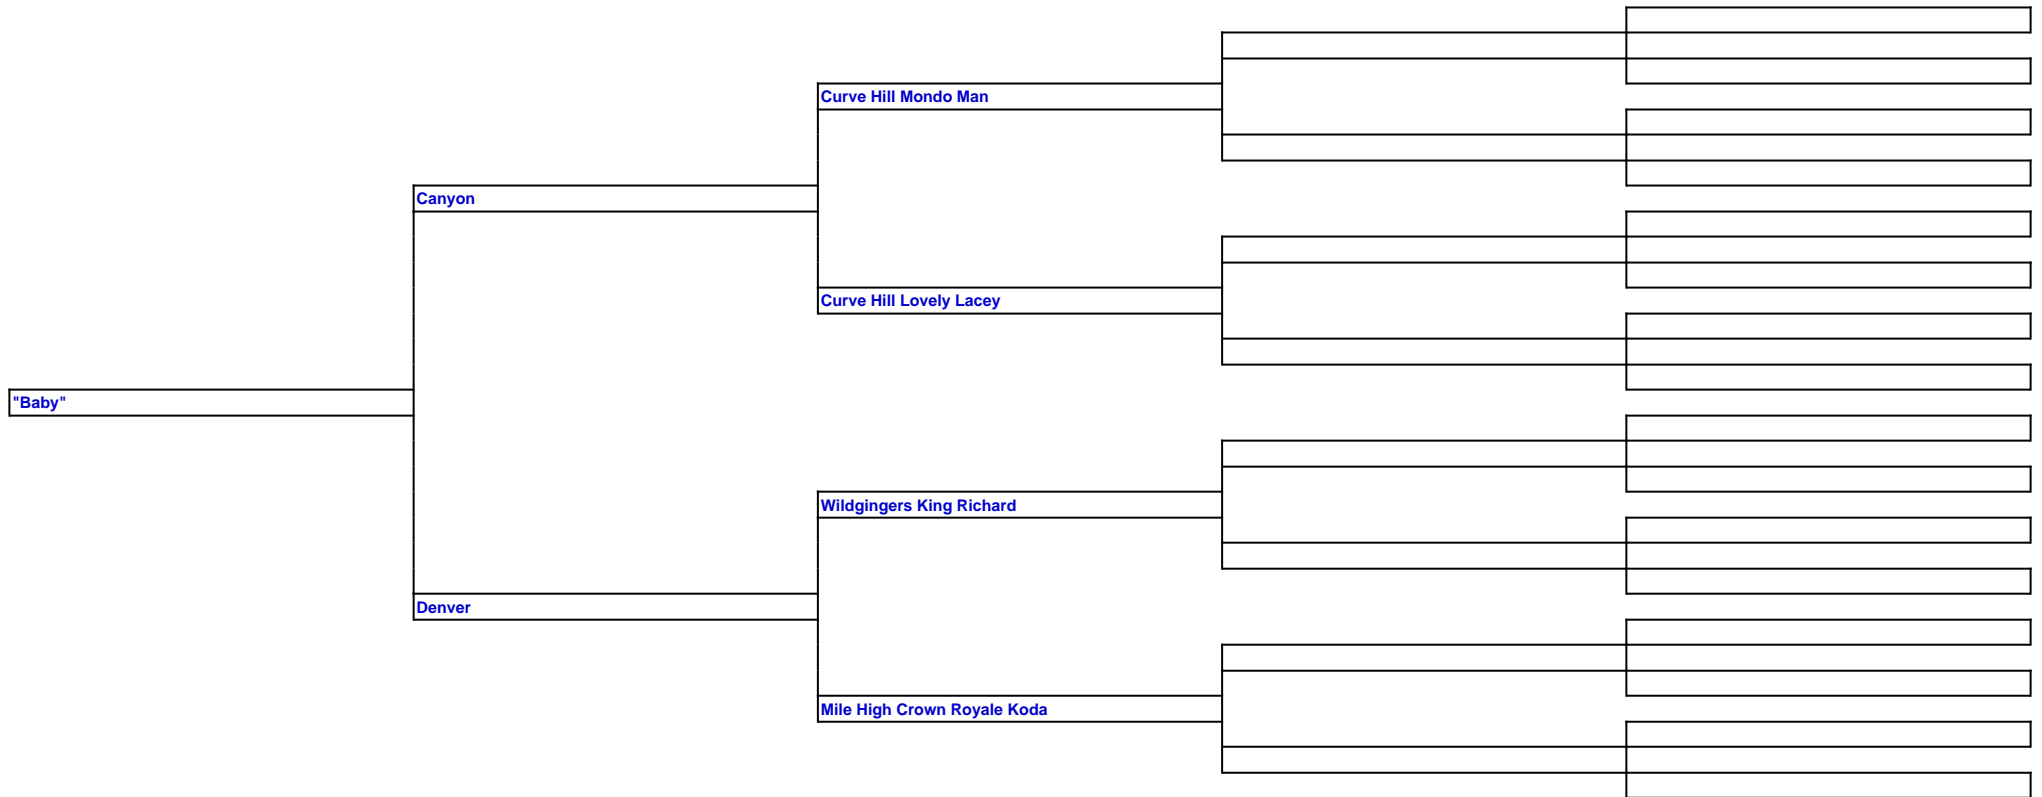 Curve Hill Mondo Man
Canyon
Curve Hill Lovely Lacey
"Baby"
Wildgingers King Richard
Denver
Mile High Crown Royale Koda